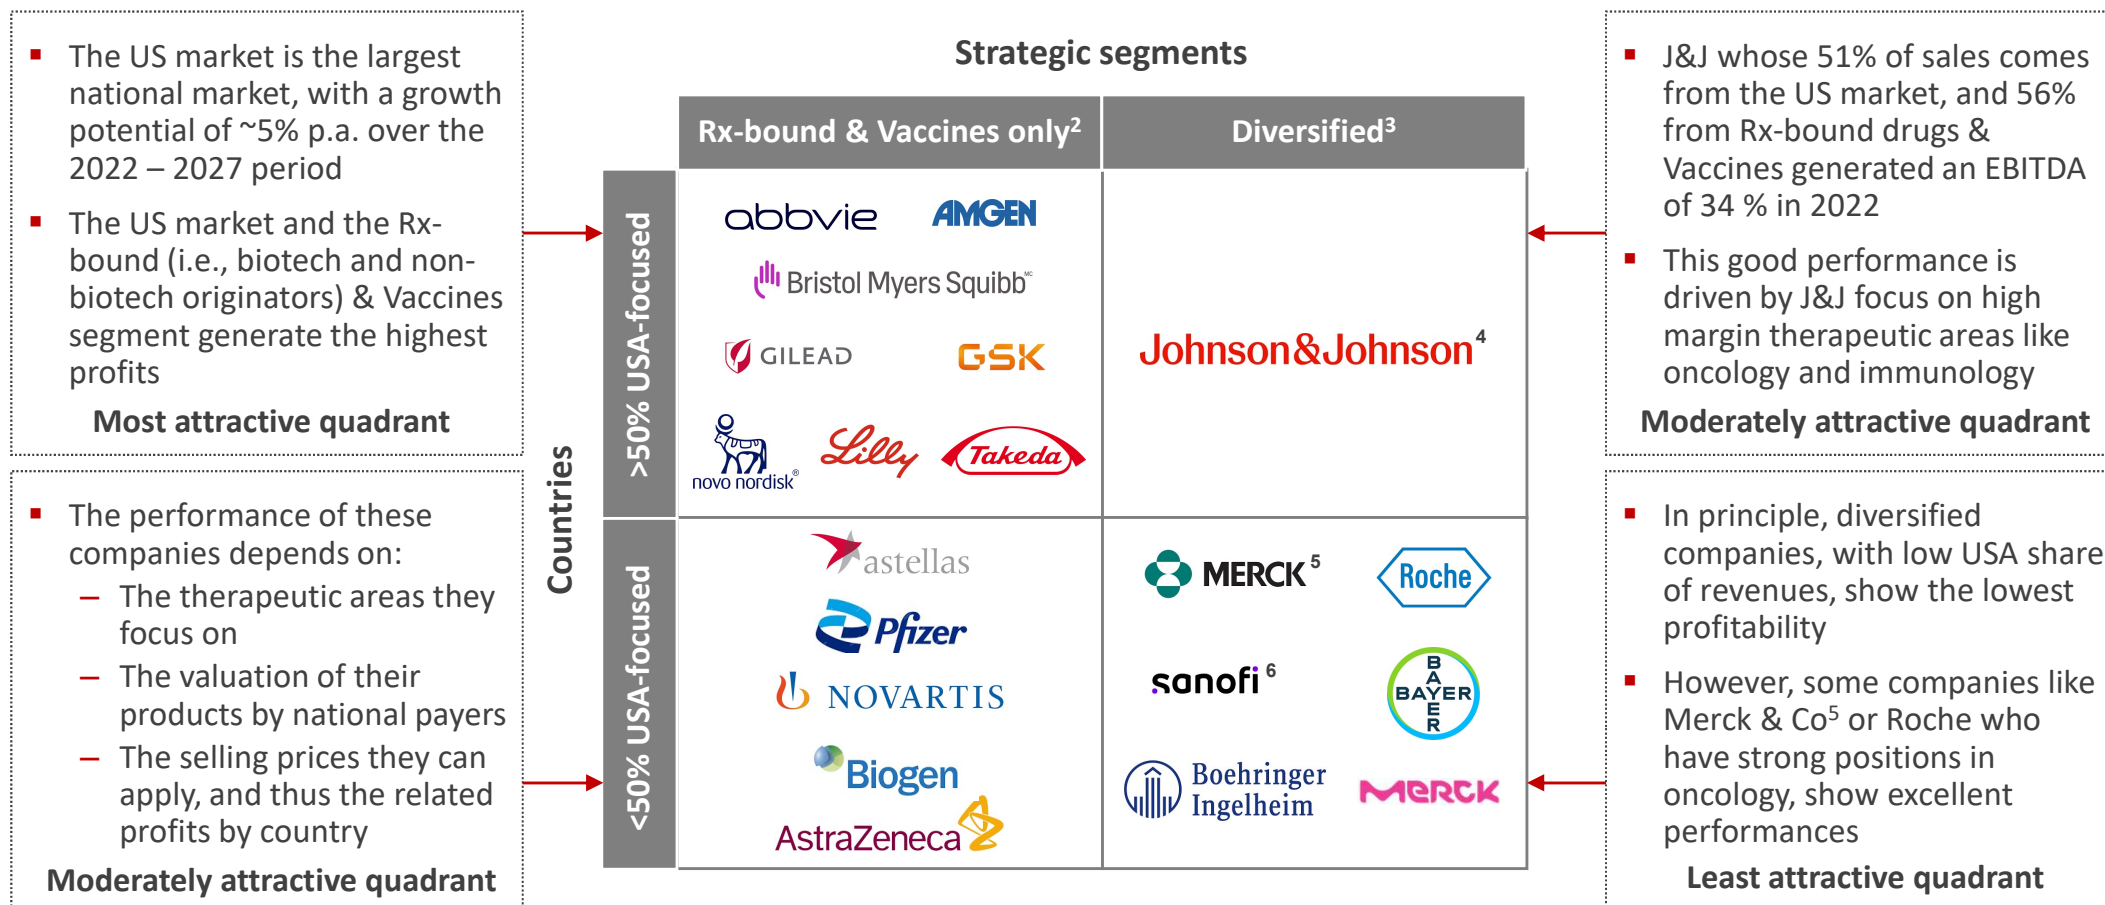 ▪ The US market is the largest
national market, with a growth
potential of ~5% p.a. over the
2022 – 2027 period
▪ The US market and the Rx-
bound (i.e., biotech and non-
biotech originators) & Vaccines
segment generate the highest
profits
Most attractive quadrant
▪ The performance of these
companies depends on:
– The therapeutic areas they
focus on
– The valuation of their
products by national payers
– The selling prices they can
apply, and thus the related
profits by country
Moderately attractive quadrant
Strategic segments
Rx-bound & Vaccines only²
Diversified³
Countries
>50% USA-focused
abbvie
AMGEN
Bristol Myers Squibb MC
GILEAD
GSK
novo nordisk®
Lilly
Takeda
Johnson&Johnson⁴
<50% USA-focused
astellas
Pfizer
NOVARTIS
Biogen
AstraZeneca
MERCK⁵
Roche
sanofi⁶
BAYER
BAYER
Boehringer
Ingelheim
MERCK
▪ J&J whose 51% of sales comes
from the US market, and 56%
from Rx-bound drugs &
Vaccines generated an EBITDA
of 34 % in 2022
▪ This good performance is
driven by J&J focus on high
margin therapeutic areas like
oncology and immunology
Moderately attractive quadrant
▪ In principle, diversified
companies, with low USA share
of revenues, show the lowest
profitability
▪ However, some companies like
Merck & Co⁵ or Roche who
have strong positions in
oncology, show excellent
performances
Least attractive quadrant